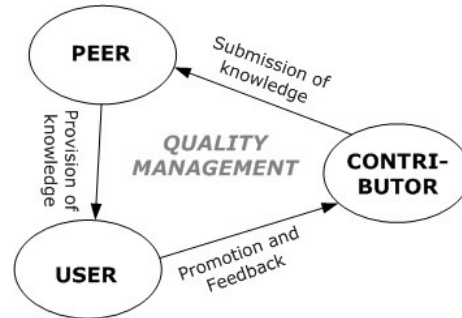 PEER
Submission of
knowledge
Provision of
knowledge
QUALITY
MANAGEMENT
CONTRI-
BUTOR
USER
Promotion and
Feedback